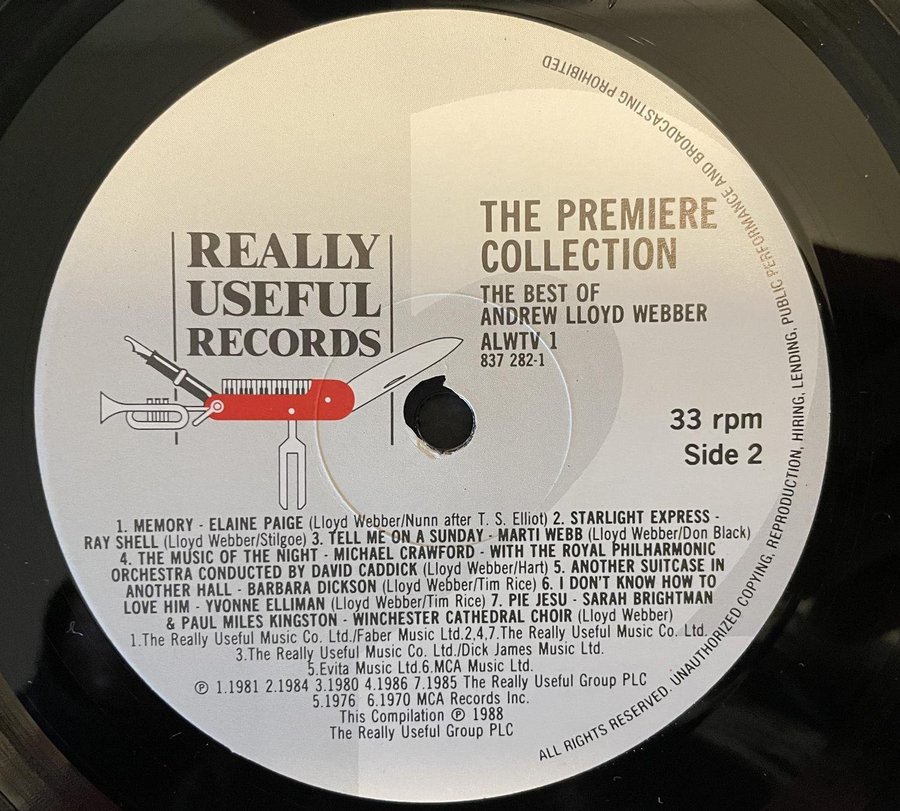 REALLY
USEFUL
RECORDS
THE PREMIERE
COLLECTION
THE BEST OF
ANDREW LLOYD WEBBER
ALWTV 1
837 282-1
33 rpm
Side 2
1. MEMORY - ELAINE PAIGE (Lloyd Webber/Nunn after T. S. Elliot) 2. STARLIGHT EXPRESS -
RAY SHELL (Lloyd Webber/Stilgoe) 3. TELL ME ON A SUNDAY - MARTI WEBB (Lloyd Webber/Don Black)
4. THE MUSIC OF THE NIGHT - MICHAEL CRAWFORD - WITH THE ROYAL PHILHARMONIC
ORCHESTRA CONDUCTED BY DAVID CADDICK (Lloyd Webber/Hart) 5. ANOTHER SUITCASE IN
ANOTHER HALL - BARBARA DICKSON (Lloyd Webber/Tim Rice) 6. I DON'T KNOW HOW TO
LOVE HIM - YVONNE ELLIMAN (Lloyd Webber/Tim Rice) 7. PIE JESU - SARAH BRIGHTMAN
& PAUL MILES KINGSTON - WINCHESTER CATHEDRAL CHOIR (Lloyd Webber)
1.The Really Useful Music Co. Ltd./Faber Music Ltd.2,4,7.The Really Useful Music Co. Ltd.
3.The Really Useful Music Co. Ltd./Dick James Music Ltd.
5.Evita Music Ltd.6.MCA Music Ltd.
℗ 1.1981 2.1984 3.1980 4.1986 7.1985 The Really Useful Group PLC
5.1976 6.1970 MCA Records Inc.
This Compilation ℗ 1988
The Really Useful Group PLC
ALL RIGHTS RESERVED. UNAUTHORIZED COPYING, REPRODUCTION, HIRING, LENDING, PUBLIC PERFORMANCE AND BROADCASTING PROHIBITED